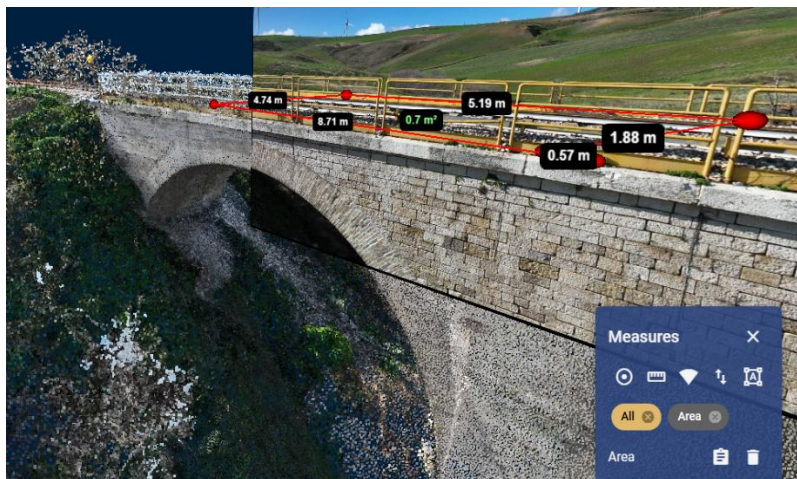 4.74 m
5.19 m
8.71 m
0.7 m²
1.88 m
0.57 m
Measures
All
Area
Area